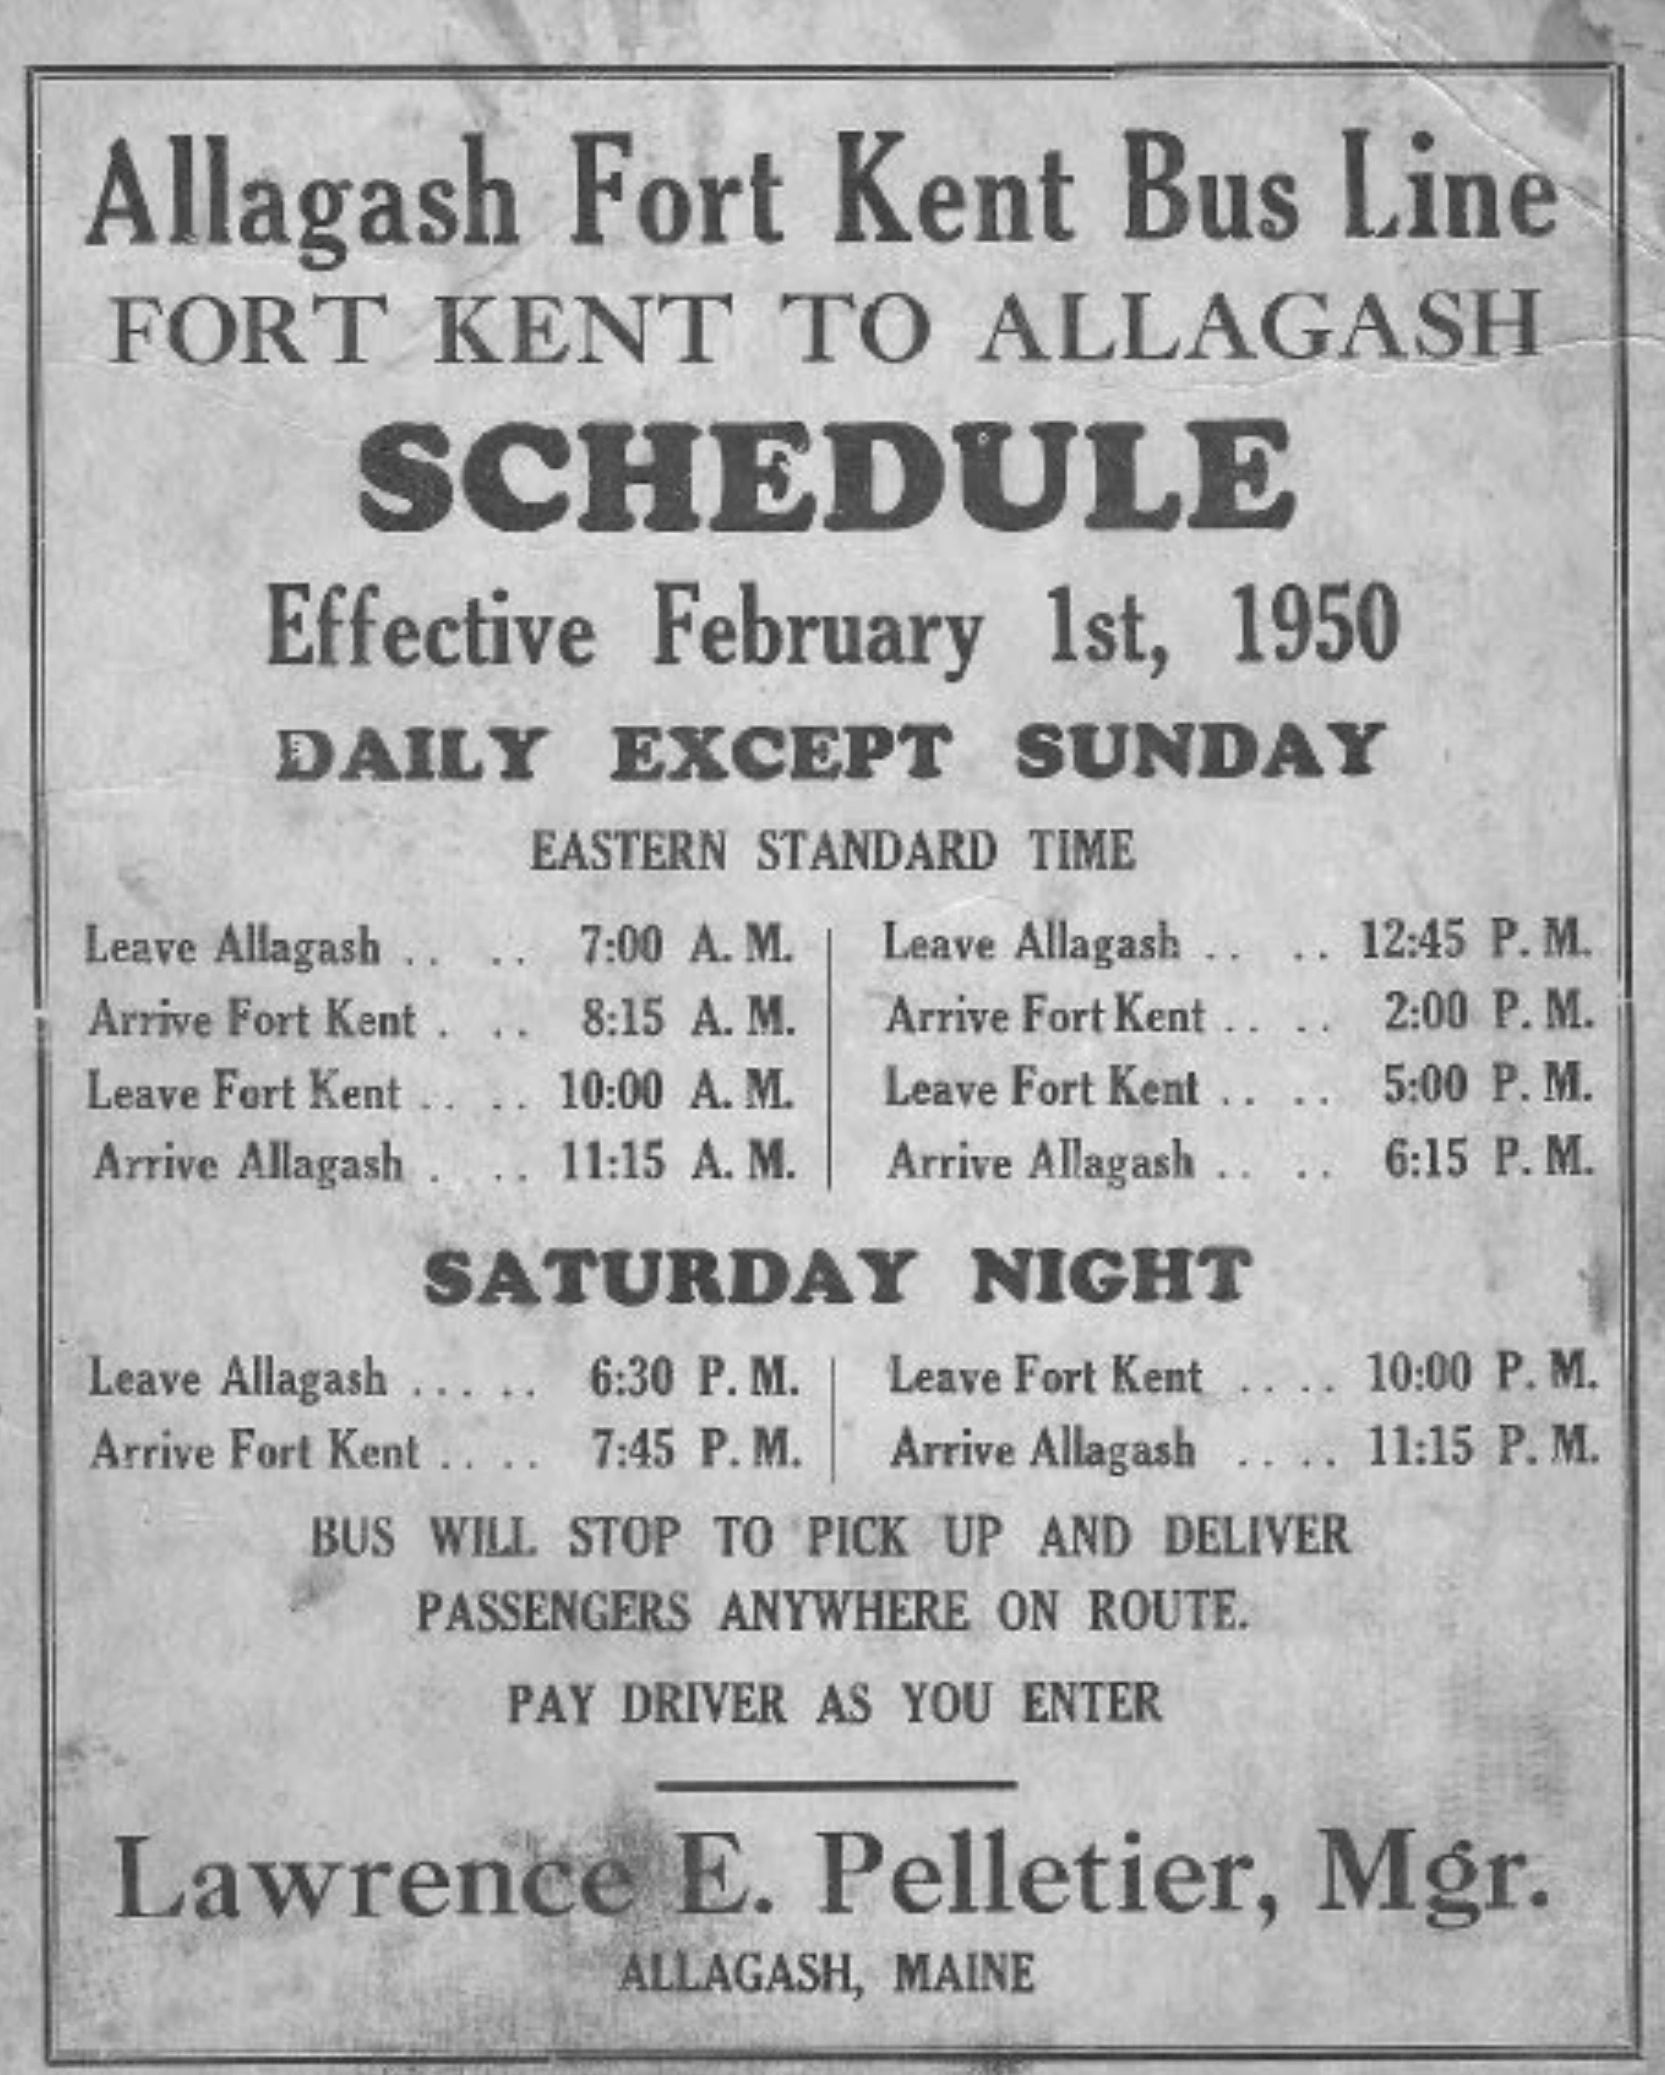 Allagash Fort Kent Bus Line
FORT KENT TO ALLAGASH
SCHEDULE
Effective February 1st, 1950
DAILY EXCEPT SUNDAY
EASTERN STANDARD TIME
Leave Allagash .. .. 7:00 A. M.
Arrive Fort Kent . .. 8:15 A. M.
Leave Fort Kent .. .. 10:00 A. M.
Arrive Allagash . .. 11:15 A. M.
Leave Allagash .. .. 12:45 P. M.
Arrive Fort Kent .. .. 2:00 P. M.
Leave Fort Kent .. .. 5:00 P. M.
Arrive Allagash .. .. 6:15 P. M.
SATURDAY NIGHT
Leave Allagash ..... 6:30 P. M.
Arrive Fort Kent .... 7:45 P. M.
Leave Fort Kent .... 10:00 P. M.
Arrive Allagash .... 11:15 P. M.
BUS WILL STOP TO PICK UP AND DELIVER
PASSENGERS ANYWHERE ON ROUTE.
PAY DRIVER AS YOU ENTER
Lawrence E. Pelletier, Mgr.
ALLAGASH, MAINE